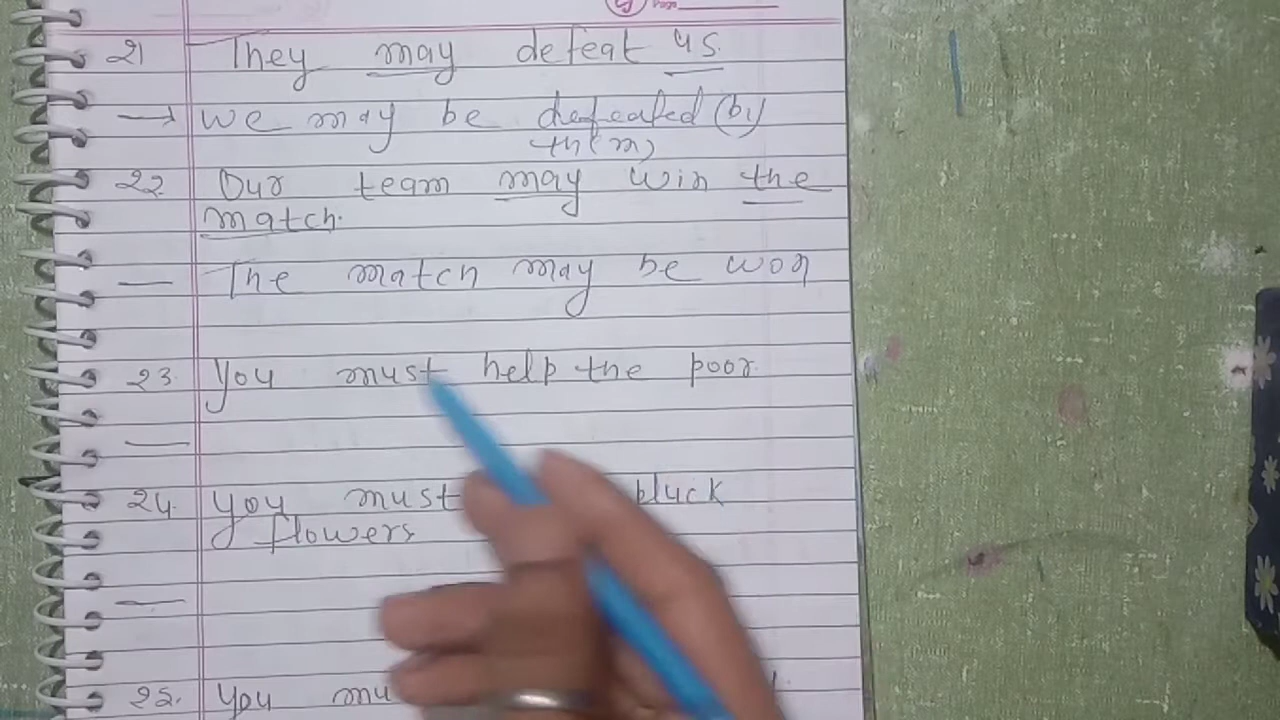 21 They may defeat us.
→ we may be defeated (by)
th(m)
22 Our team may win the
match.
— The match may be won
23. You must help the poor.
—
24. You must pluck
flowers
—
25. You